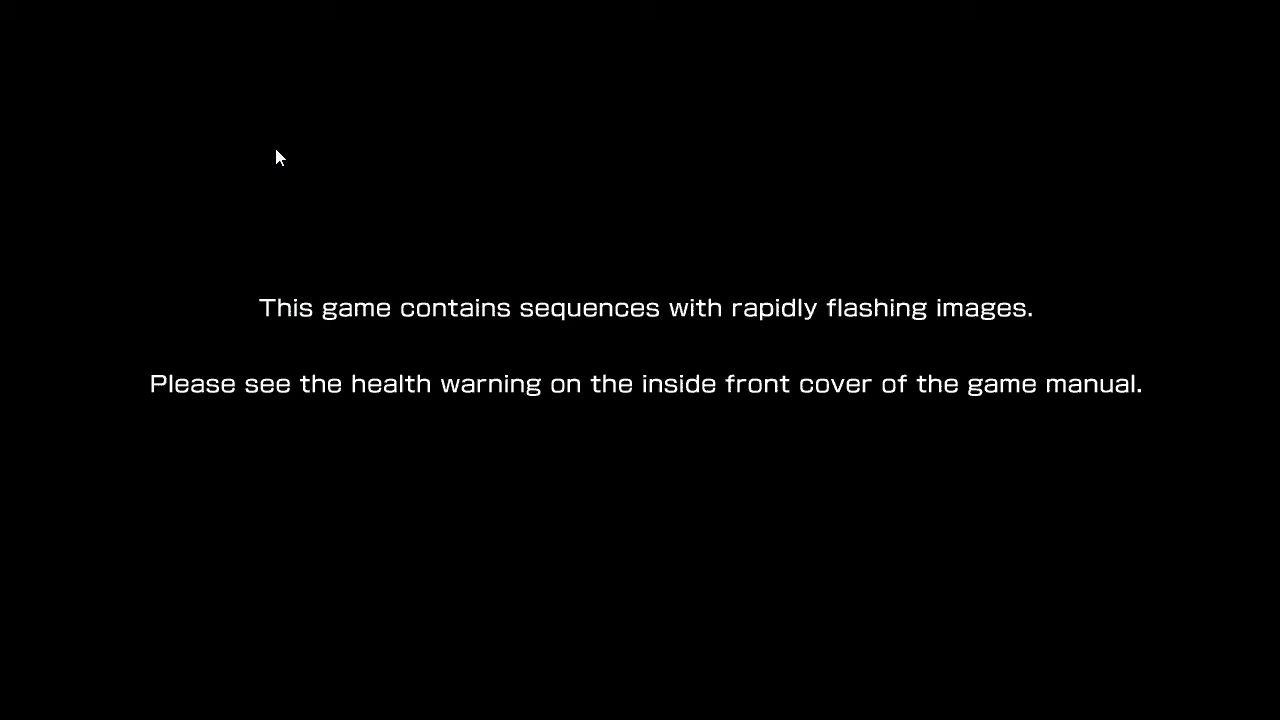 This game contains sequences with rapidly flashing images.
Please see the health warning on the inside front cover of the game manual.